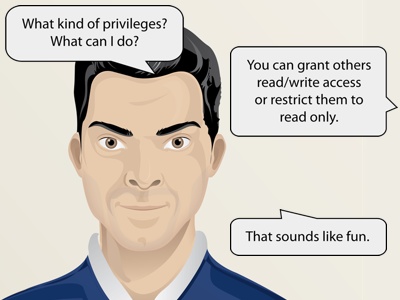 What kind of privileges?
What can I do?
You can grant others
read/write access
or restrict them to
read only.
That sounds like fun.